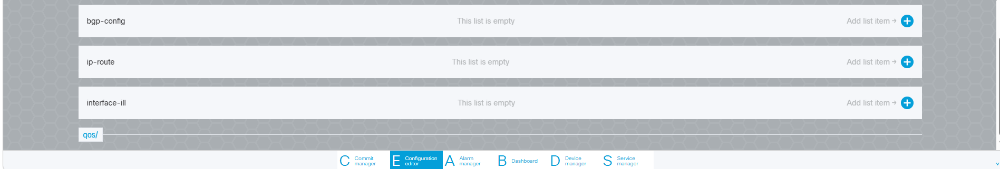 bgp-config This list is empty Add list item →
ip-route This list is empty Add list item →
interface-ill This list is empty Add list item →
qos/
C Commit manager E Configuration editor A Alarm manager B Dashboard D Device manager S Service manager